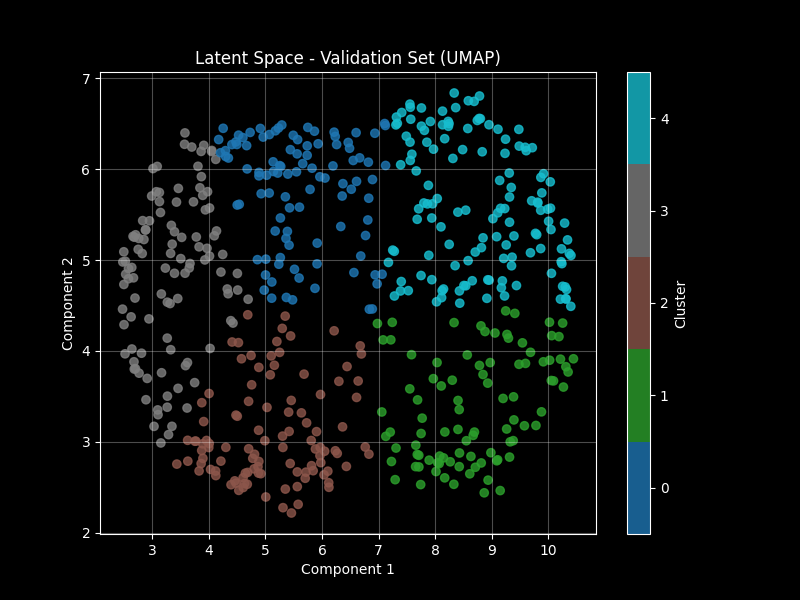 Latent Space - Validation Set (UMAP)
7
6
5
4
3
2
Component 2
3 4 5 6 7 8 9 10
Component 1
4
3
2
1
0
Cluster